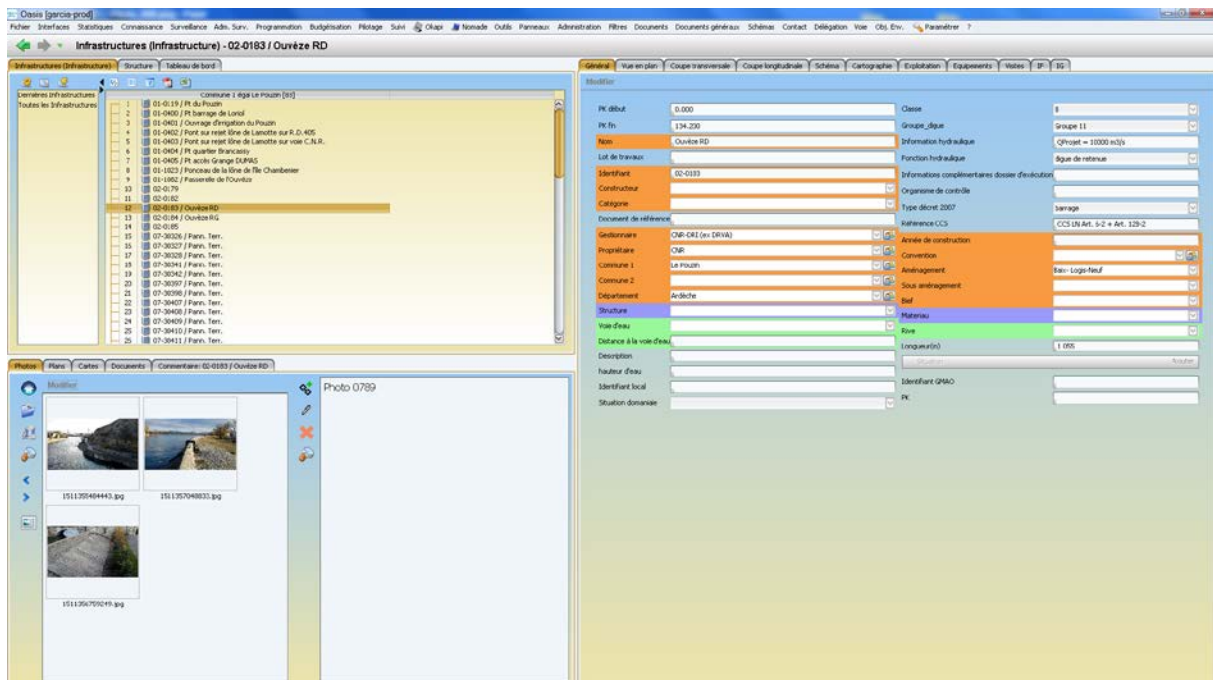 Oasis [garcia-prod]
Fichier Interfaces Statistiques Connaissance Surveillance Adm. Surv. Programmation Budgétisation Pilotage Suivi Okapi Nomade Outils Panneaux Administration Filtres Documents Documents généraux Schémas Contact Délégation Voie Obj. Env. Paramétrer ?
Infrastructures (Infrastructure) - 02-0183 / Ouvèze RD
Infrastructures (Infrastructure) Structure Tableau de bord
Dernières Infrastructures
Toutes les Infrastructures
Commune 1 égal Le Pouzin [83]
1 01-0119 / Pt du Pouzin
2 01-0400 / Pt barrage de Loriol
3 01-0401 / Ouvrage d'irrigation du Pouzin
4 01-0402 / Pont sur rejet lône de Lamotte sur R.D.405
5 01-0403 / Pont sur rejet lône de Lamotte sur voie C.N.R.
6 01-0404 / Pt quartier Brancassy
7 01-0405 / Pt accès Grange DUMAS
8 01-1023 / Ponceau de la lône de l'île Chambenier
9 01-1062 / Passerelle de l'Ouvèze
10 02-0179
11 02-0182
12 02-0183 / Ouvèze RD
13 02-0184 / Ouvèze RG
14 02-0185
15 07-30326 / Pann. Terr.
16 07-30327 / Pann. Terr.
17 07-30328 / Pann. Terr.
18 07-30341 / Pann. Terr.
19 07-30342 / Pann. Terr.
20 07-30397 / Pann. Terr.
21 07-30398 / Pann. Terr.
22 07-30407 / Pann. Terr.
23 07-30408 / Pann. Terr.
24 07-30409 / Pann. Terr.
25 07-30410 / Pann. Terr.
26 07-30411 / Pann. Terr.
Photos Plans Cartes Documents Commentaire: 02-0183 / Ouvèze RD
Modifier
1511355484443.jpg
1511357048833.jpg
1511356759249.jpg
Photo 0789
Général Vue en plan Coupe transversale Coupe longitudinale Schéma Cartographie Exploitation Equipements Visites IF IG
Modifier
PK début 0.000
PK fin 134.230
Nom Ouvèze RD
Lot de travaux
Identifiant 02-0183
Constructeur
Catégorie
Document de référence
Gestionnaire CNR-DRI (ex DRVA)
Propriétaire CNR
Commune 1 Le Pouzin
Commune 2
Département Ardèche
Structure
Voie d'eau
Distance à la voie d'eau
Description
hauteur d'eau
Identifiant local
Situation domaniale
Classe
Groupe_digue Groupe 11
Information hydraulique QProjet = 10000 m3/s
Fonction hydraulique digue de retenue
Informations complémentaires dossier d'exécution
Organisme de contrôle
Type décret 2007 barrage
Référence CCS CCS LN Art. 6-2 + Art. 129-2
Année de construction
Convention
Aménagement Baix- Logis-Neuf
Sous aménagement
Bief
Materiau
Rive
Longueur(m) 1 055
Situation Ajouter
Identifiant GMAO
PK